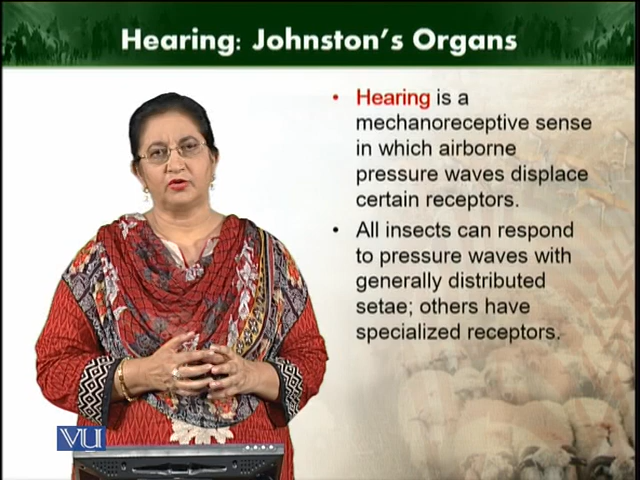 Hearing: Johnston's Organs
• Hearing is a
mechanoreceptive sense
in which airborne
pressure waves displace
certain receptors.
• All insects can respond
to pressure waves with
generally distributed
setae; others have
specialized receptors.
VU